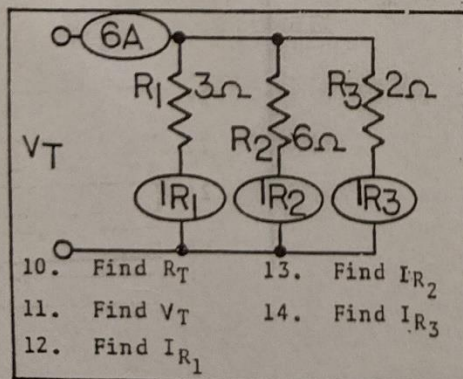 6A
R1 3Ω R3 2Ω
VT R2 6Ω
IR1 IR2 IR3
10. Find RT 13. Find IR2
11. Find VT 14. Find IR3
12. Find IR1